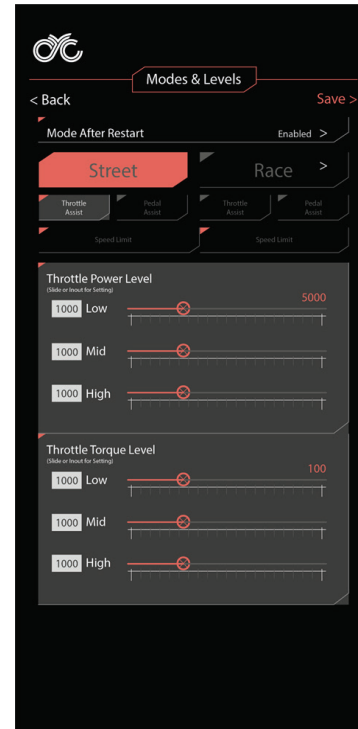 Modes & Levels
< Back
Save >
Mode After Restart
Enabled >
Street
Race >
Throttle
Assist
Pedal
Assist
Throttle
Assist
Pedal
Assist
Speed Limit
Speed Limit
Throttle Power Level
(Slide or Inout for Setting)
5000
1000 Low
1000 Mid
1000 High
Throttle Torque Level
(Slide or Inout for Setting)
100
1000 Low
1000 Mid
1000 High